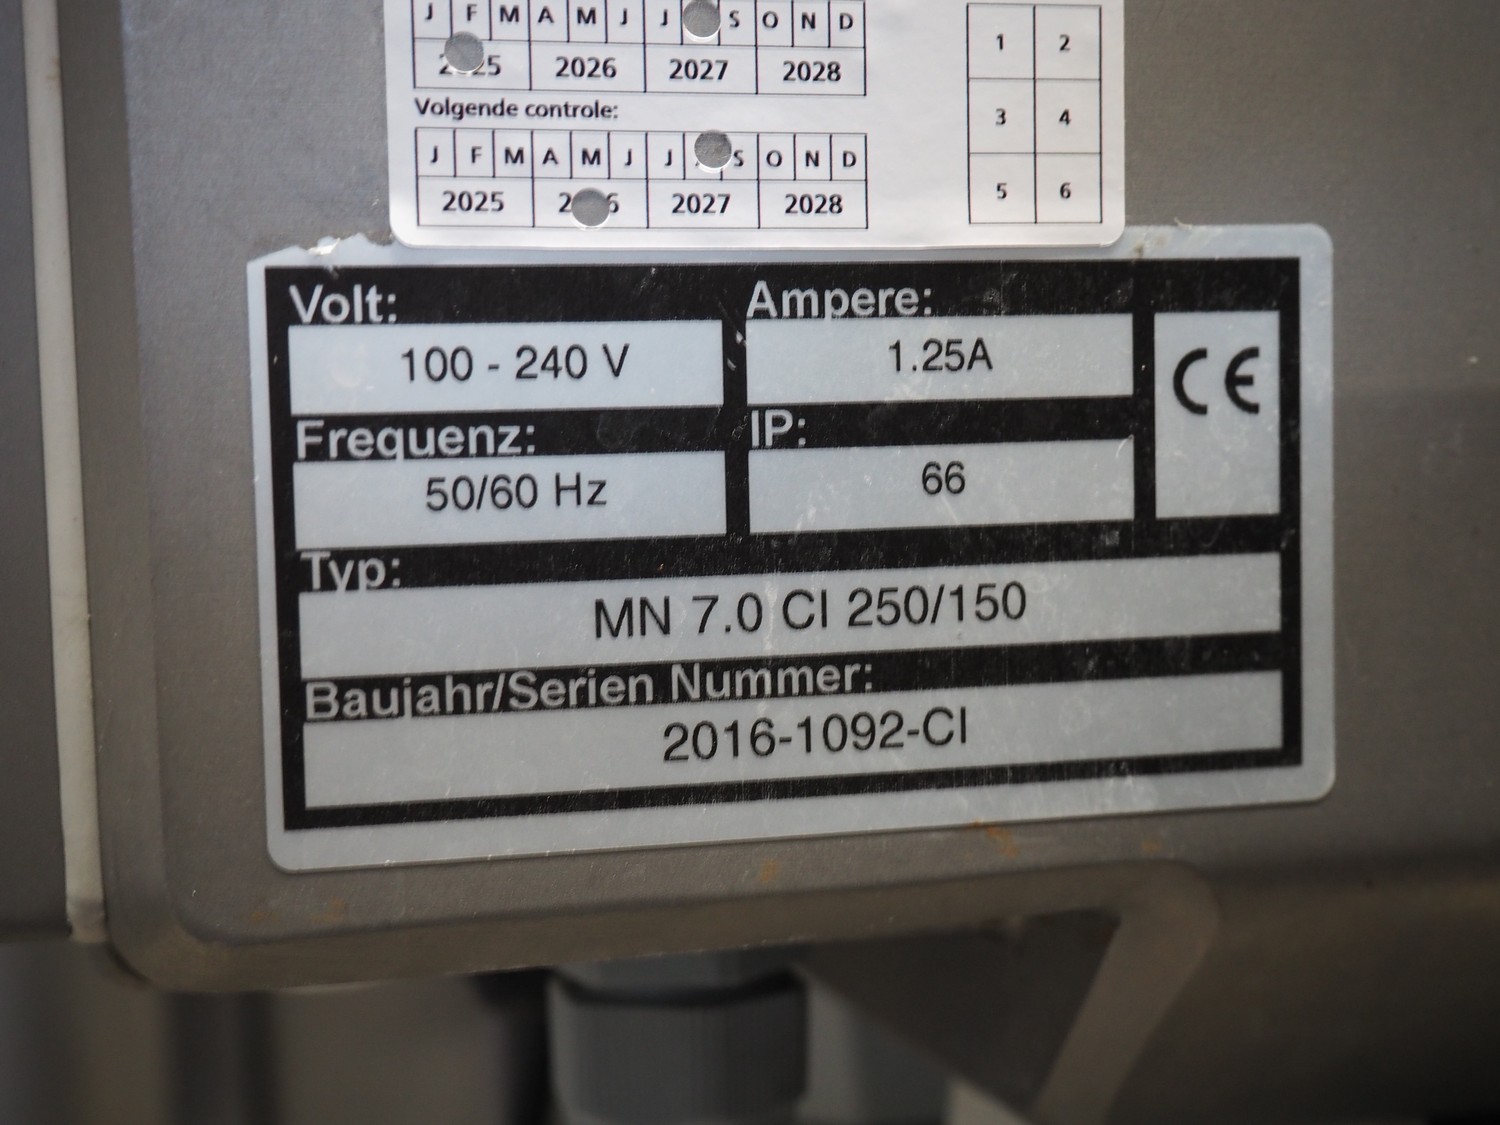 J F M A M J J S O N D
2025 2026 2027 2028
Volgende controle:
J F M A M J J S O N D
2025 2026 2027 2028
1 2
3 4
5 6
Volt: Ampere:
100 - 240 V 1.25A
CE
Frequenz: IP:
50/60 Hz 66
Typ:
MN 7.0 CI 250/150
Baujahr/Serien Nummer:
2016-1092-CI